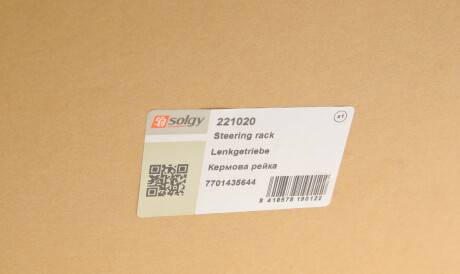 solgy
221020
x1
Steering rack
Lenkgetriebe
Кермова рейка
7701435644
8 418578 190122